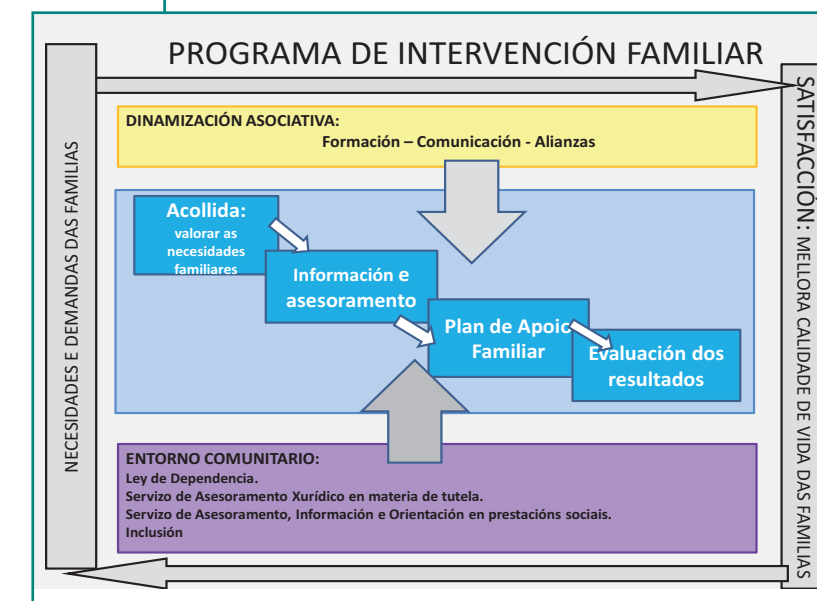 PROGRAMA DE INTERVENCIÓN FAMILIAR
NECESIDADES E DEMANDAS DAS FAMILIAS
DINAMIZACIÓN ASOCIATIVA:
Formación – Comunicación - Alianzas
Acollida:
valorar as
necesidades
familiares
Información e
asesoramento
Plan de Apoio
Familiar
Evaluación dos
resultados
ENTORNO COMUNITARIO:
Ley de Dependencia.
Servizo de Asesoramento Xurídico en materia de tutela.
Servizo de Asesoramento, Información e Orientación en prestacións sociais.
Inclusión
SATISFACCIÓN: MELLORA CALIDADE DE VIDA DAS FAMILIAS